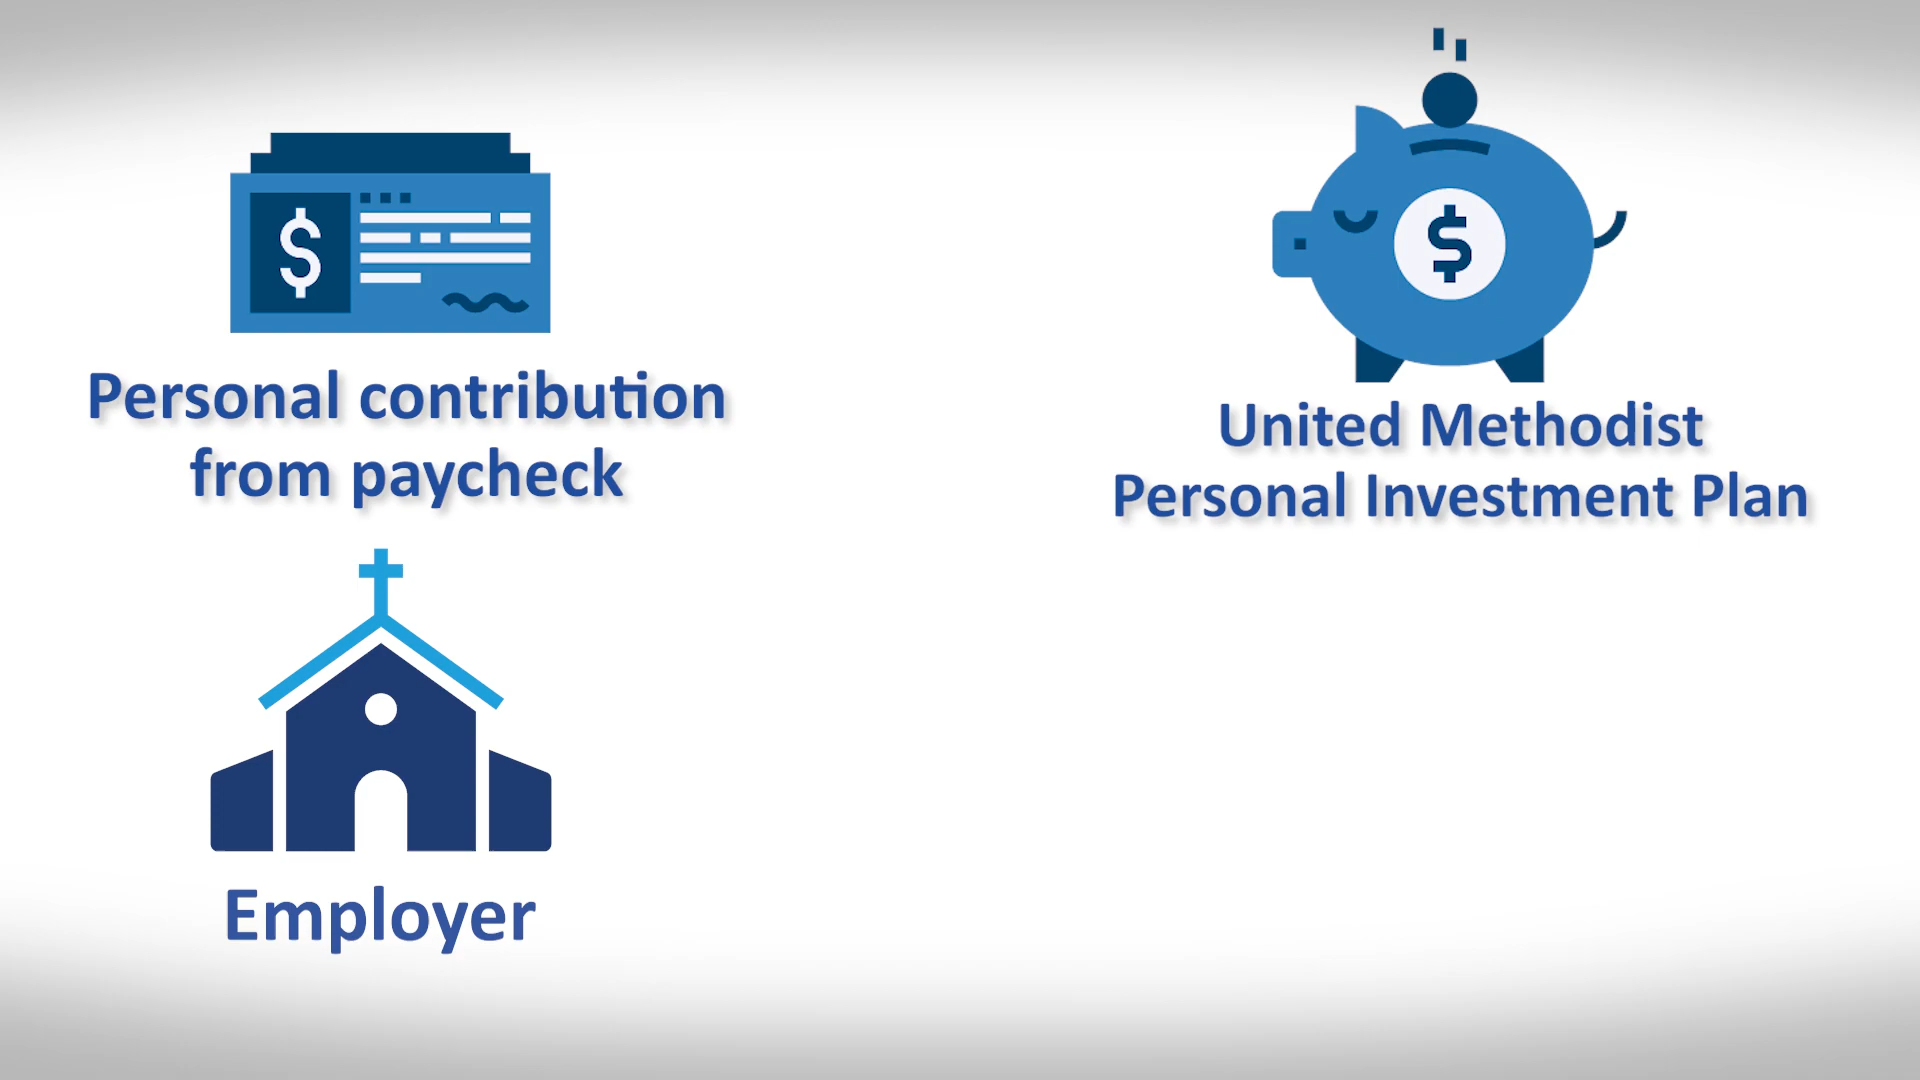 Personal contribution
from paycheck
United Methodist
Personal Investment Plan
Employer
$
$